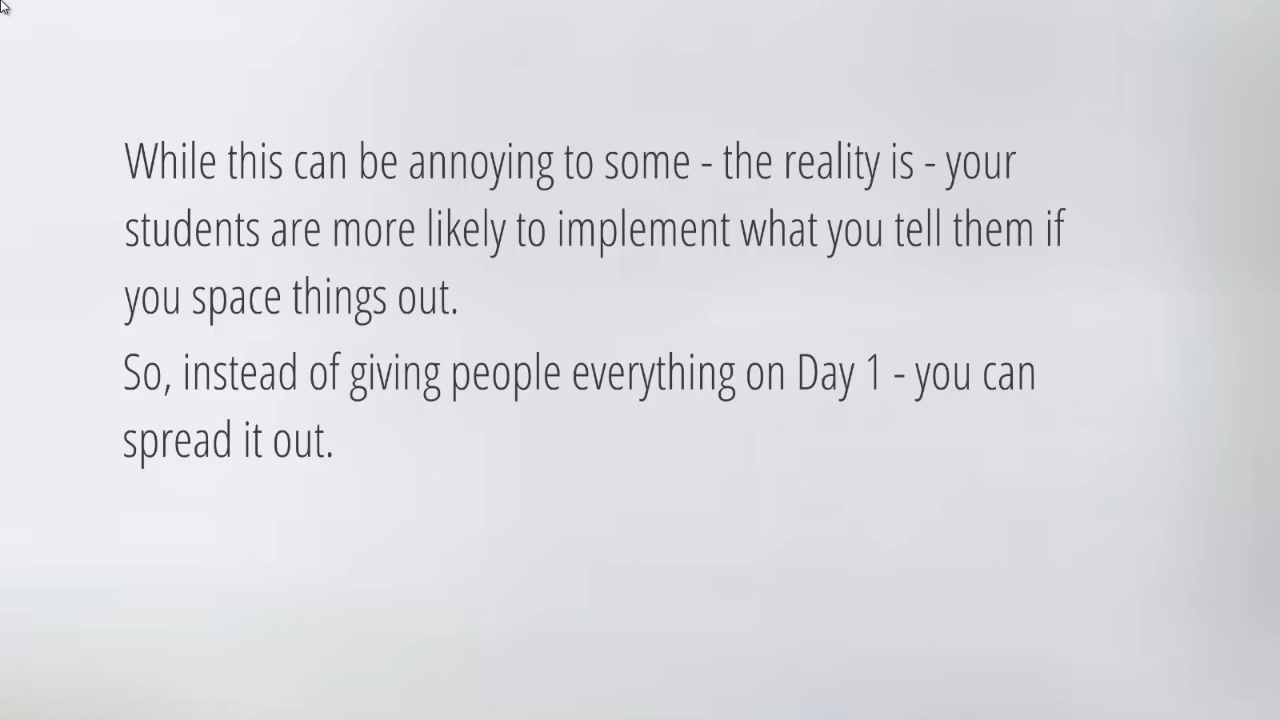 While this can be annoying to some - the reality is - your
students are more likely to implement what you tell them if
you space things out.
So, instead of giving people everything on Day 1 - you can
spread it out.